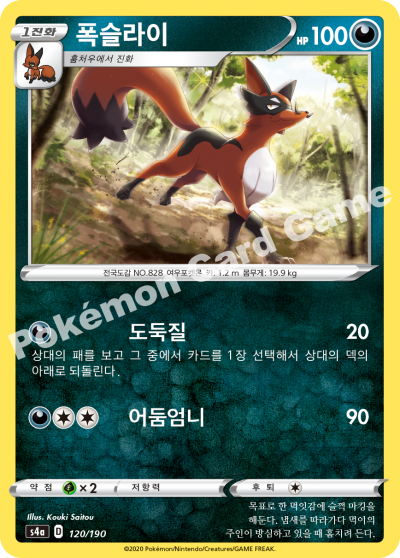 1진화 폭슬라이 HP 100
훔처우에서 진화
전국도감 NO.828 여우포켓몬 키: 1.2 m 몸무게: 19.9 kg
Pokémon Card Game
도둑질 20
상대의 패를 보고 그 중에서 카드를 1장 선택해서 상대의 덱의
아래로 되돌린다.
어둠엄니 90
약점 ×2 저항력 후퇴
Illus. Kouki Saitou
s4a D 120/190
목표로 한 먹잇감에 슬쩍 마킹을
해둔다. 냄새를 따라가다 먹이의
주인이 방심하고 있을 때 훔치려 든다.
©2020 Pokémon/Nintendo/Creatures/GAME FREAK.